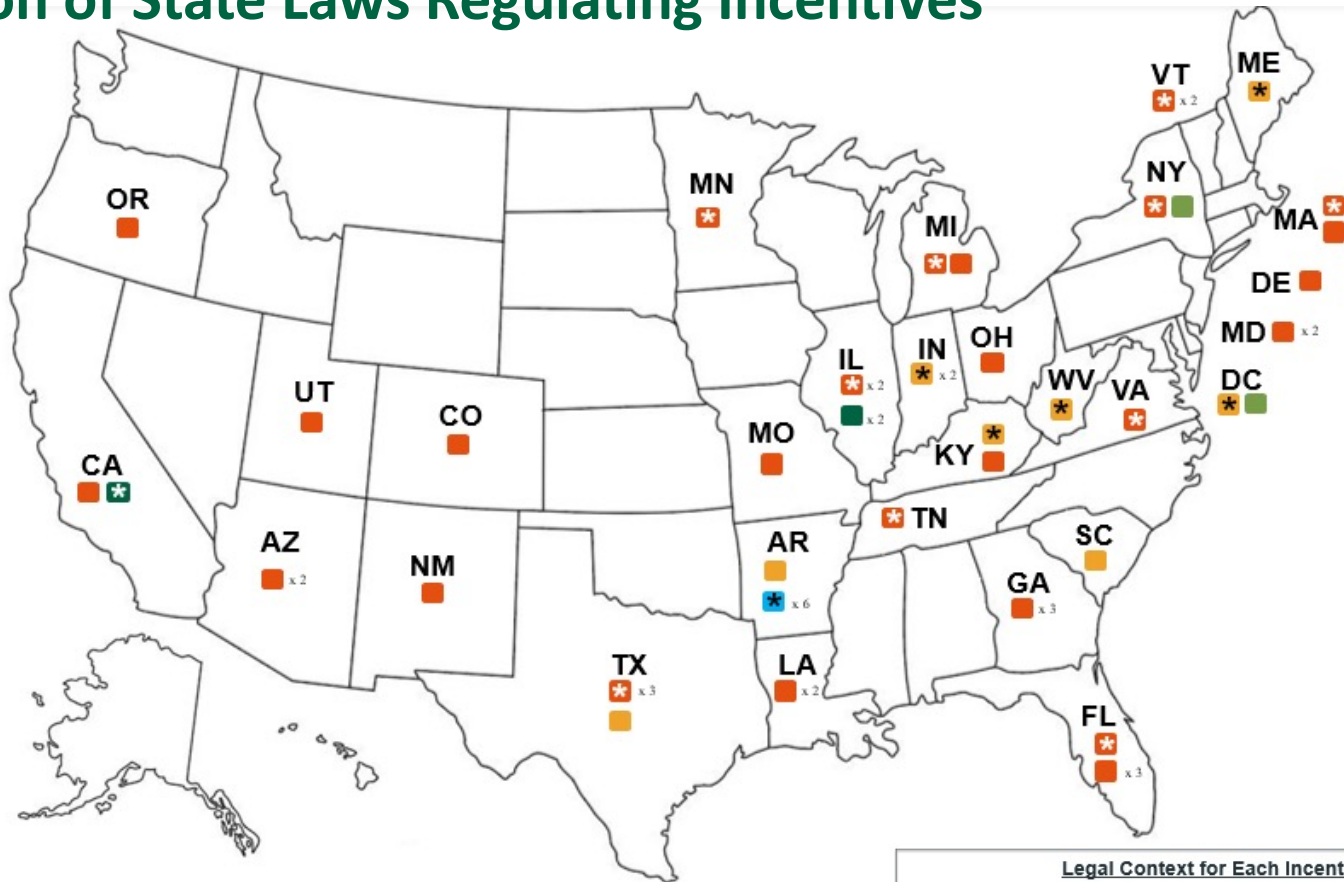 on of State Laws Regulating Incentives
VT
x 2
ME
OR
MN
NY
MI
MA
DE
MD x 2
IL
x 2
x 2
IN
x 2
OH
WV
VA
DC
UT
CO
MO
KY
CA
TN
AZ
x 2
NM
AR
x 6
SC
GA
x 3
TX
x 3
LA
x 2
FL
x 3
Legal Context for Each Incent